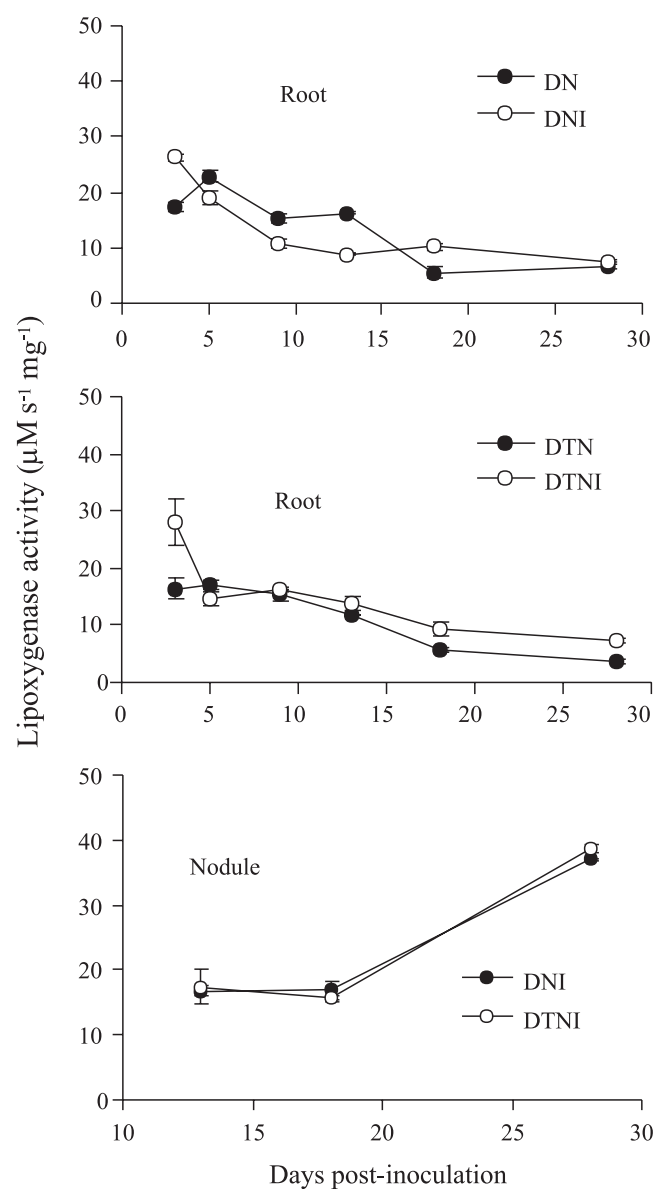 Lipoxygenase activity (µM s⁻¹ mg⁻¹)
50
40
30
20
10
0
Root
DN
DNI
0 5 10 15 20 25 30
50
40
30
20
10
0
Root
DTN
DTNI
0 5 10 15 20 25 30
50
40
30
20
10
0
Nodule
DNI
DTNI
10 15 20 25 30
Days post-inoculation